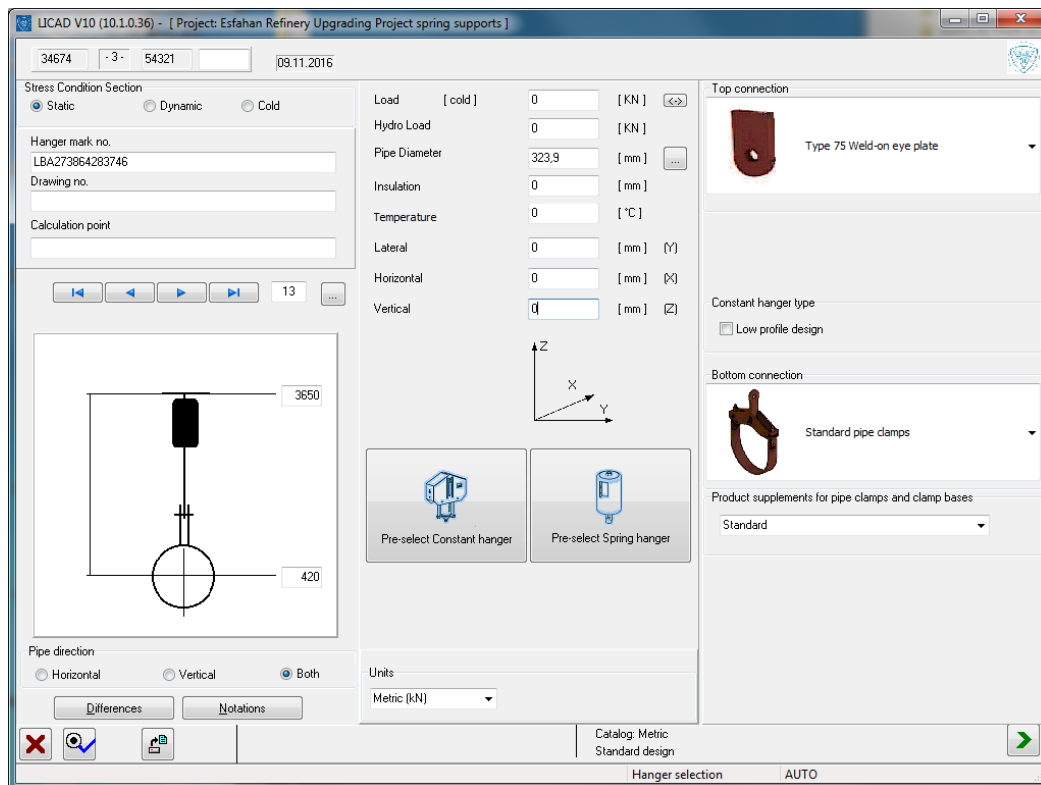 LICAD V10 (10.1.0.36) - [ Project: Esfahan Refinery Upgrading Project spring supports ]
34674 - 3 - 54321 09.11.2016
Stress Condition Section
Static Dynamic Cold
Hanger mark no.
LBA273864283746
Drawing no.
Calculation point
13 ...
3650
420
Pipe direction
Horizontal Vertical Both
Differences Notations
Load [ cold ] 0 [ KN ] <->
Hydro Load 0 [ KN ]
Pipe Diameter 323,9 [ mm ] ...
Insulation 0 [ mm ]
Temperature 0 [ °C ]
Lateral 0 [ mm ] (Y)
Horizontal 0 [ mm ] (X)
Vertical 0 [ mm ] (Z)
Z
X
Y
Pre-select Constant hanger Pre-select Spring hanger
Units
Metric (kN)
Top connection
Type 75 Weld-on eye plate
Constant hanger type
Low profile design
Bottom connection
Standard pipe clamps
Product supplements for pipe clamps and clamp bases
Standard
Catalog: Metric
Standard design
Hanger selection AUTO